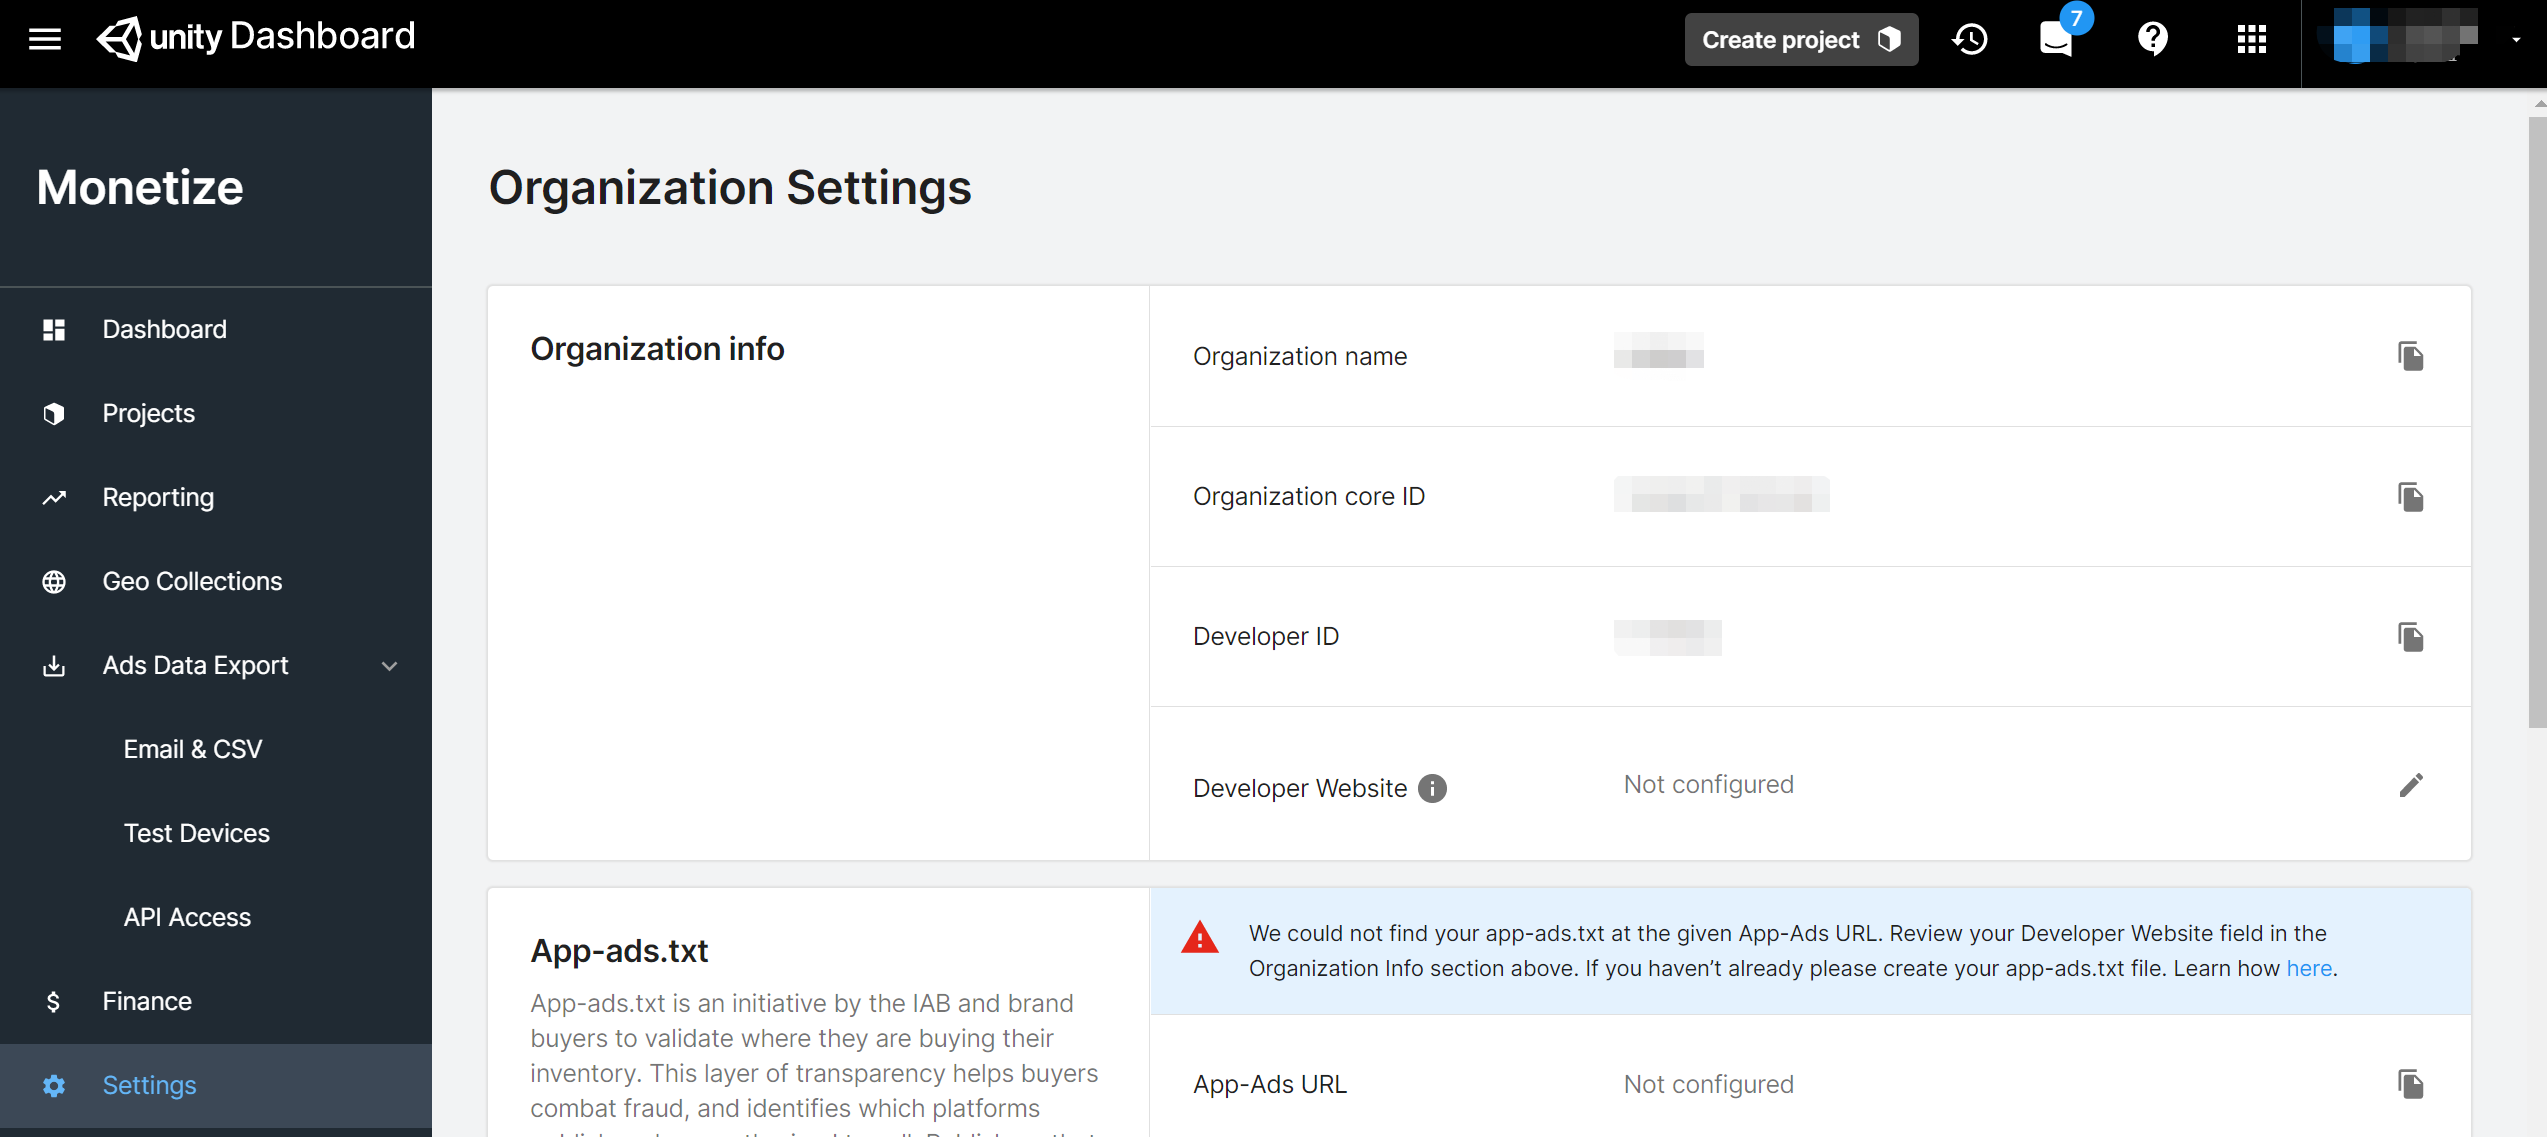 unity Dashboard
Create project
7
Monetize
Dashboard
Projects
Reporting
Geo Collections
Ads Data Export
Email & CSV
Test Devices
API Access
Finance
Settings
Organization Settings
Organization info
Organization name
Organization core ID
Developer ID
Developer Website
Not configured
App-ads.txt
App-ads.txt is an initiative by the IAB and brand
buyers to validate where they are buying their
inventory. This layer of transparency helps buyers
combat fraud, and identifies which platforms
We could not find your app-ads.txt at the given App-Ads URL. Review your Developer Website field in the
Organization Info section above. If you haven’t already please create your app-ads.txt file. Learn how here.
App-Ads URL
Not configured